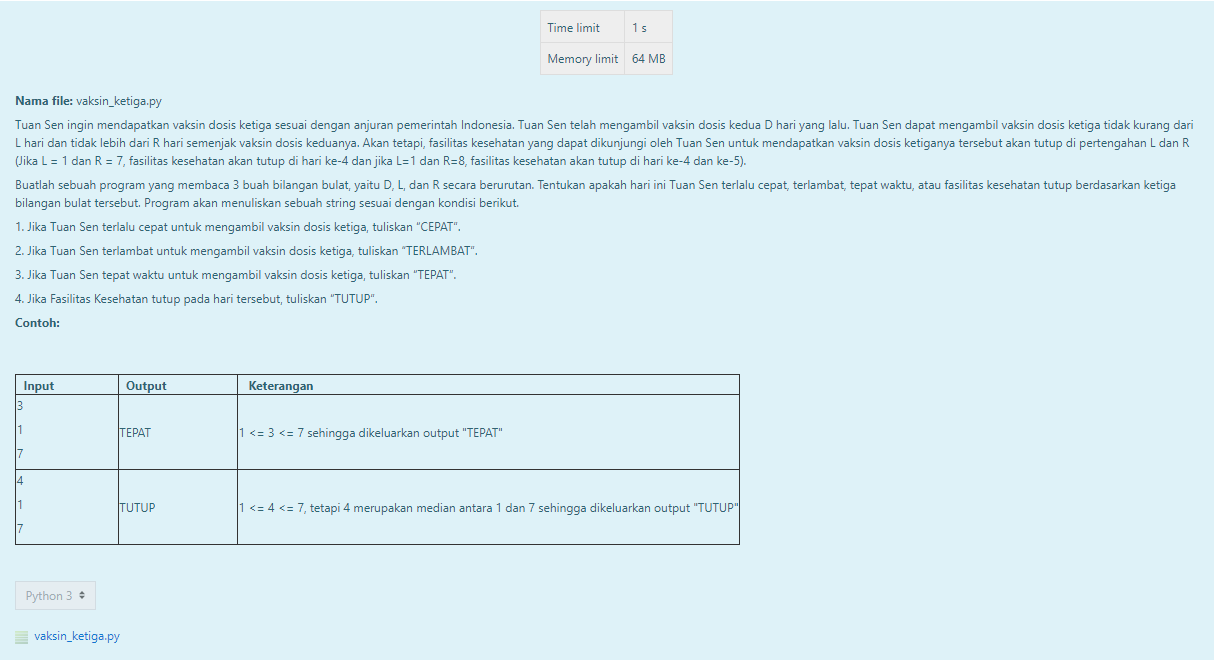 Time limit 1 s
Memory limit 64 MB
Nama file: vaksin_ketiga.py
Tuan Sen ingin mendapatkan vaksin dosis ketiga sesuai dengan anjuran pemerintah Indonesia. Tuan Sen telah mengambil vaksin dosis kedua D hari yang lalu. Tuan Sen dapat mengambil vaksin dosis ketiga tidak kurang dari
L hari dan tidak lebih dari R hari semenjak vaksin dosis keduanya. Akan tetapi, fasilitas kesehatan yang dapat dikunjungi oleh Tuan Sen untuk mendapatkan vaksin dosis ketiganya tersebut akan tutup di pertengahan L dan R
(Jika L = 1 dan R = 7, fasilitas kesehatan akan tutup di hari ke-4 dan jika L=1 dan R=8, fasilitas kesehatan akan tutup di hari ke-4 dan ke-5).
Buatlah sebuah program yang membaca 3 buah bilangan bulat, yaitu D, L, dan R secara berurutan. Tentukan apakah hari ini Tuan Sen terlalu cepat, terlambat, tepat waktu, atau fasilitas kesehatan tutup berdasarkan ketiga
bilangan bulat tersebut. Program akan menuliskan sebuah string sesuai dengan kondisi berikut.
1. Jika Tuan Sen terlalu cepat untuk mengambil vaksin dosis ketiga, tuliskan “CEPAT”.
2. Jika Tuan Sen terlambat untuk mengambil vaksin dosis ketiga, tuliskan “TERLAMBAT”.
3. Jika Tuan Sen tepat waktu untuk mengambil vaksin dosis ketiga, tuliskan “TEPAT”.
4. Jika Fasilitas Kesehatan tutup pada hari tersebut, tuliskan “TUTUP”.
Contoh:
Input Output Keterangan
3
1
7
TEPAT
1 <= 3 <= 7 sehingga dikeluarkan output "TEPAT"
4
1
7
TUTUP
1 <= 4 <= 7, tetapi 4 merupakan median antara 1 dan 7 sehingga dikeluarkan output "TUTUP"
Python 3
vaksin_ketiga.py